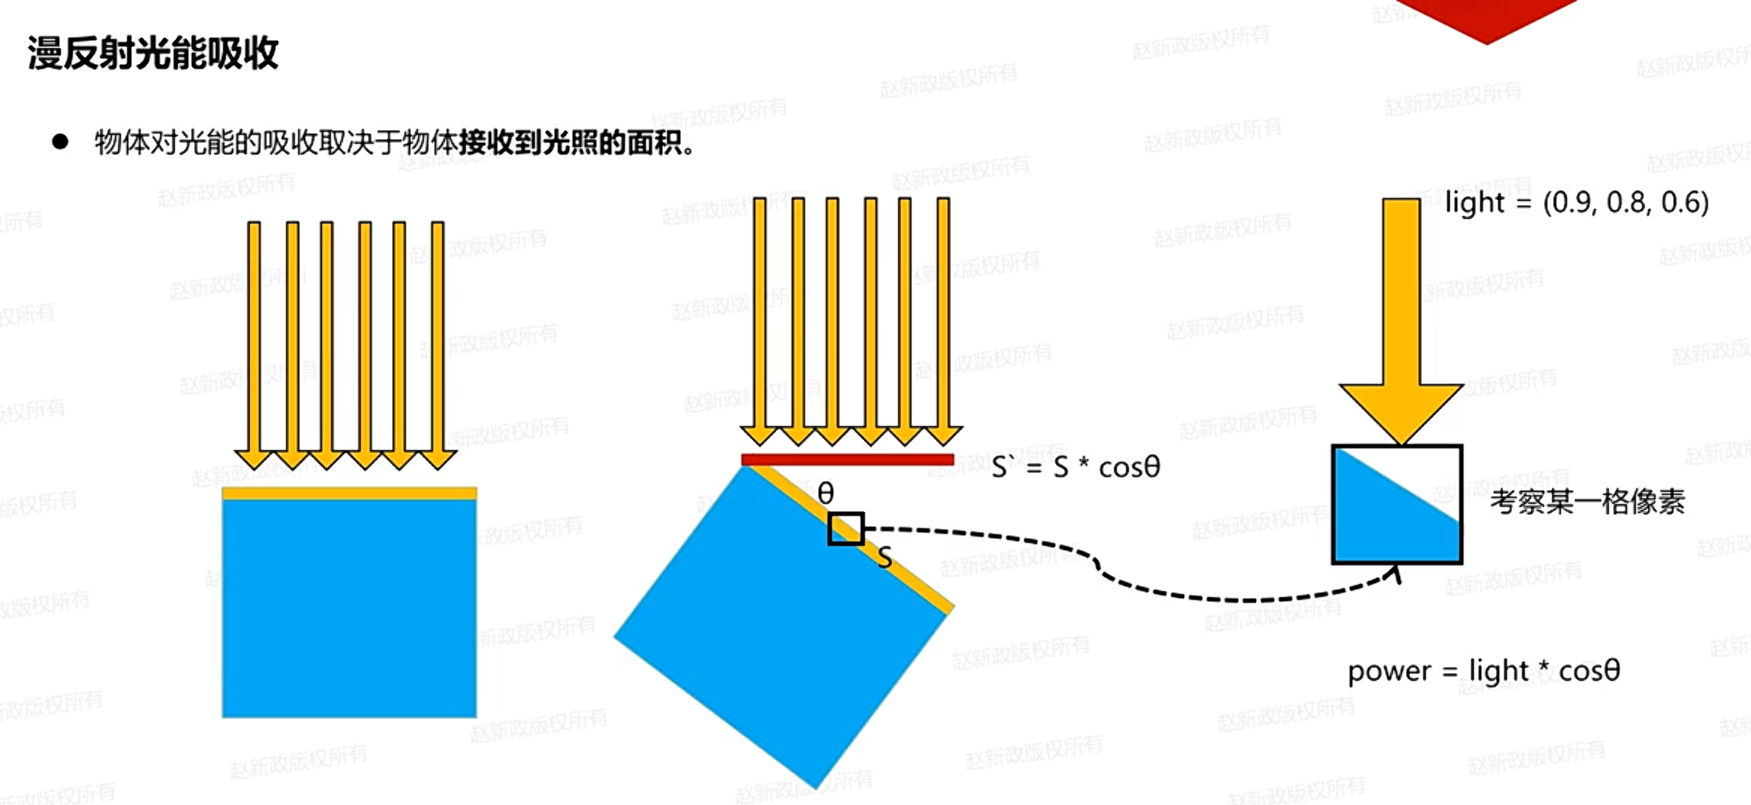 漫反射光能吸收
● 物体对光能的吸收取决于物体接收到光照的面积。
light = (0.9, 0.8, 0.6)
S` = S * cosθ
θ
S
考察某一格像素
power = light * cosθ
赵新政版权所有